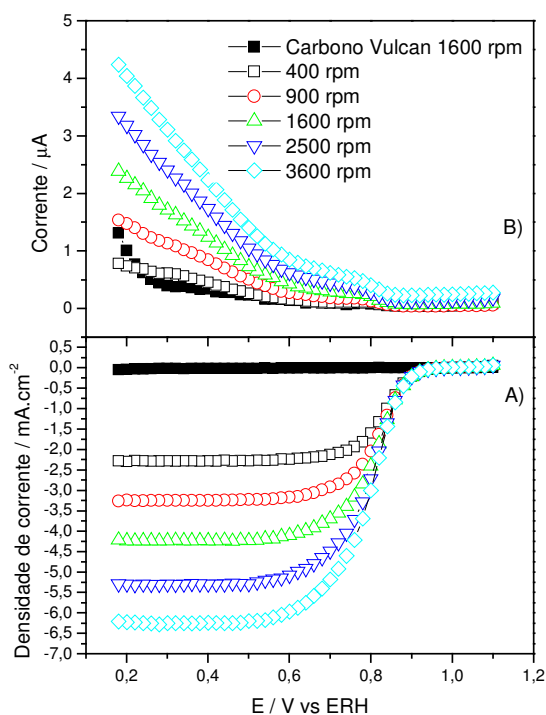 5
4
3
2
1
0
Corrente / μA
Carbono Vulcan 1600 rpm
400 rpm
900 rpm
1600 rpm
2500 rpm
3600 rpm
B)
0,5
0,0
-0,5
-1,0
-1,5
-2,0
-2,5
-3,0
-3,5
-4,0
-4,5
-5,0
-5,5
-6,0
-6,5
-7,0
Densidade de corrente / mA.cm⁻²
A)
0,2 0,4 0,6 0,8 1,0 1,2
E / V vs ERH